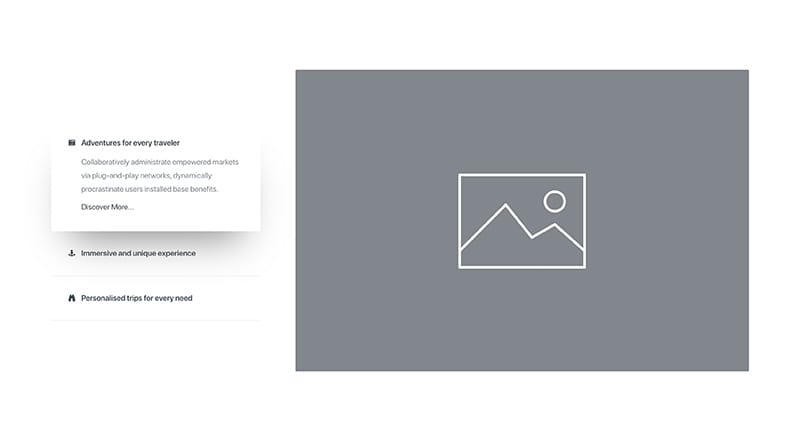 Adventures for every traveler
Collaboratively administrate empowered markets
via plug-and-play networks, dynamically
procrastinate users installed base benefits.
Discover More...
Immersive and unique experience
Personalised trips for every need